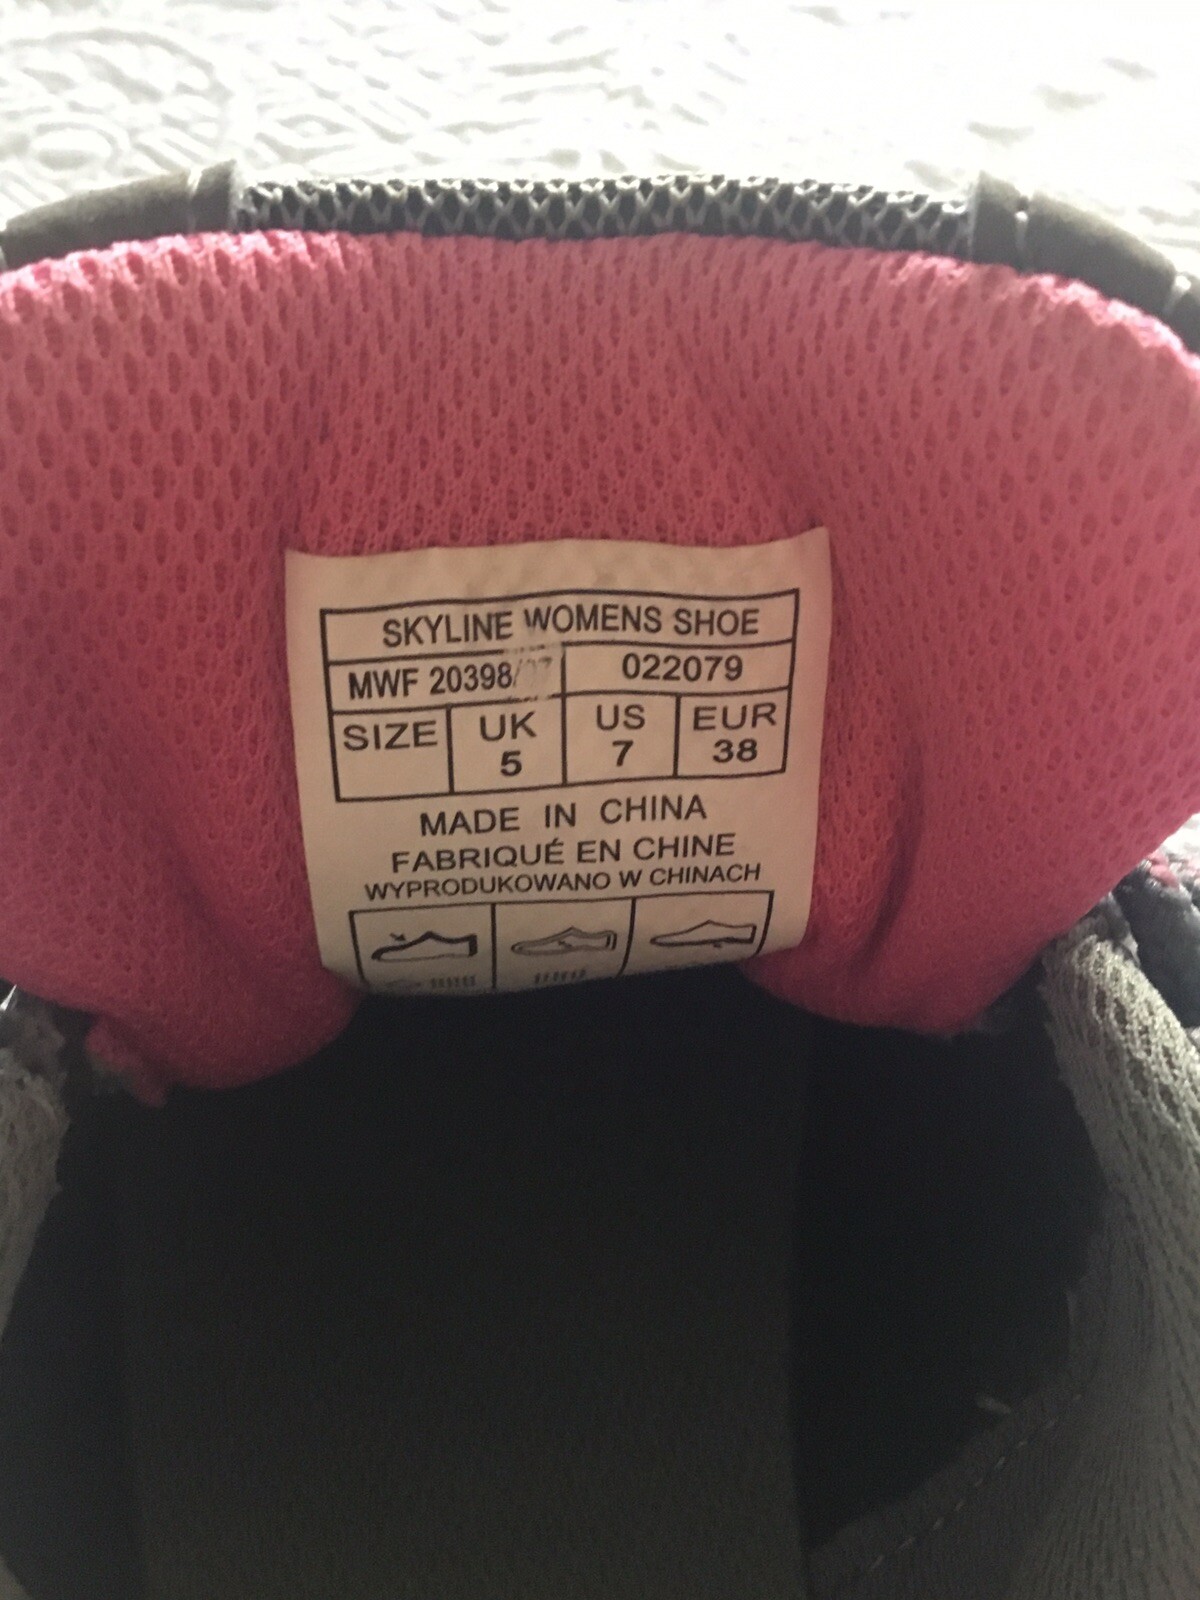 SKYLINE WOMENS SHOE
MWF 20398/ 022079
SIZE UK US EUR
5 7 38
MADE IN CHINA
FABRIQUÉ EN CHINE
WYPRODUKOWANO W CHINACH